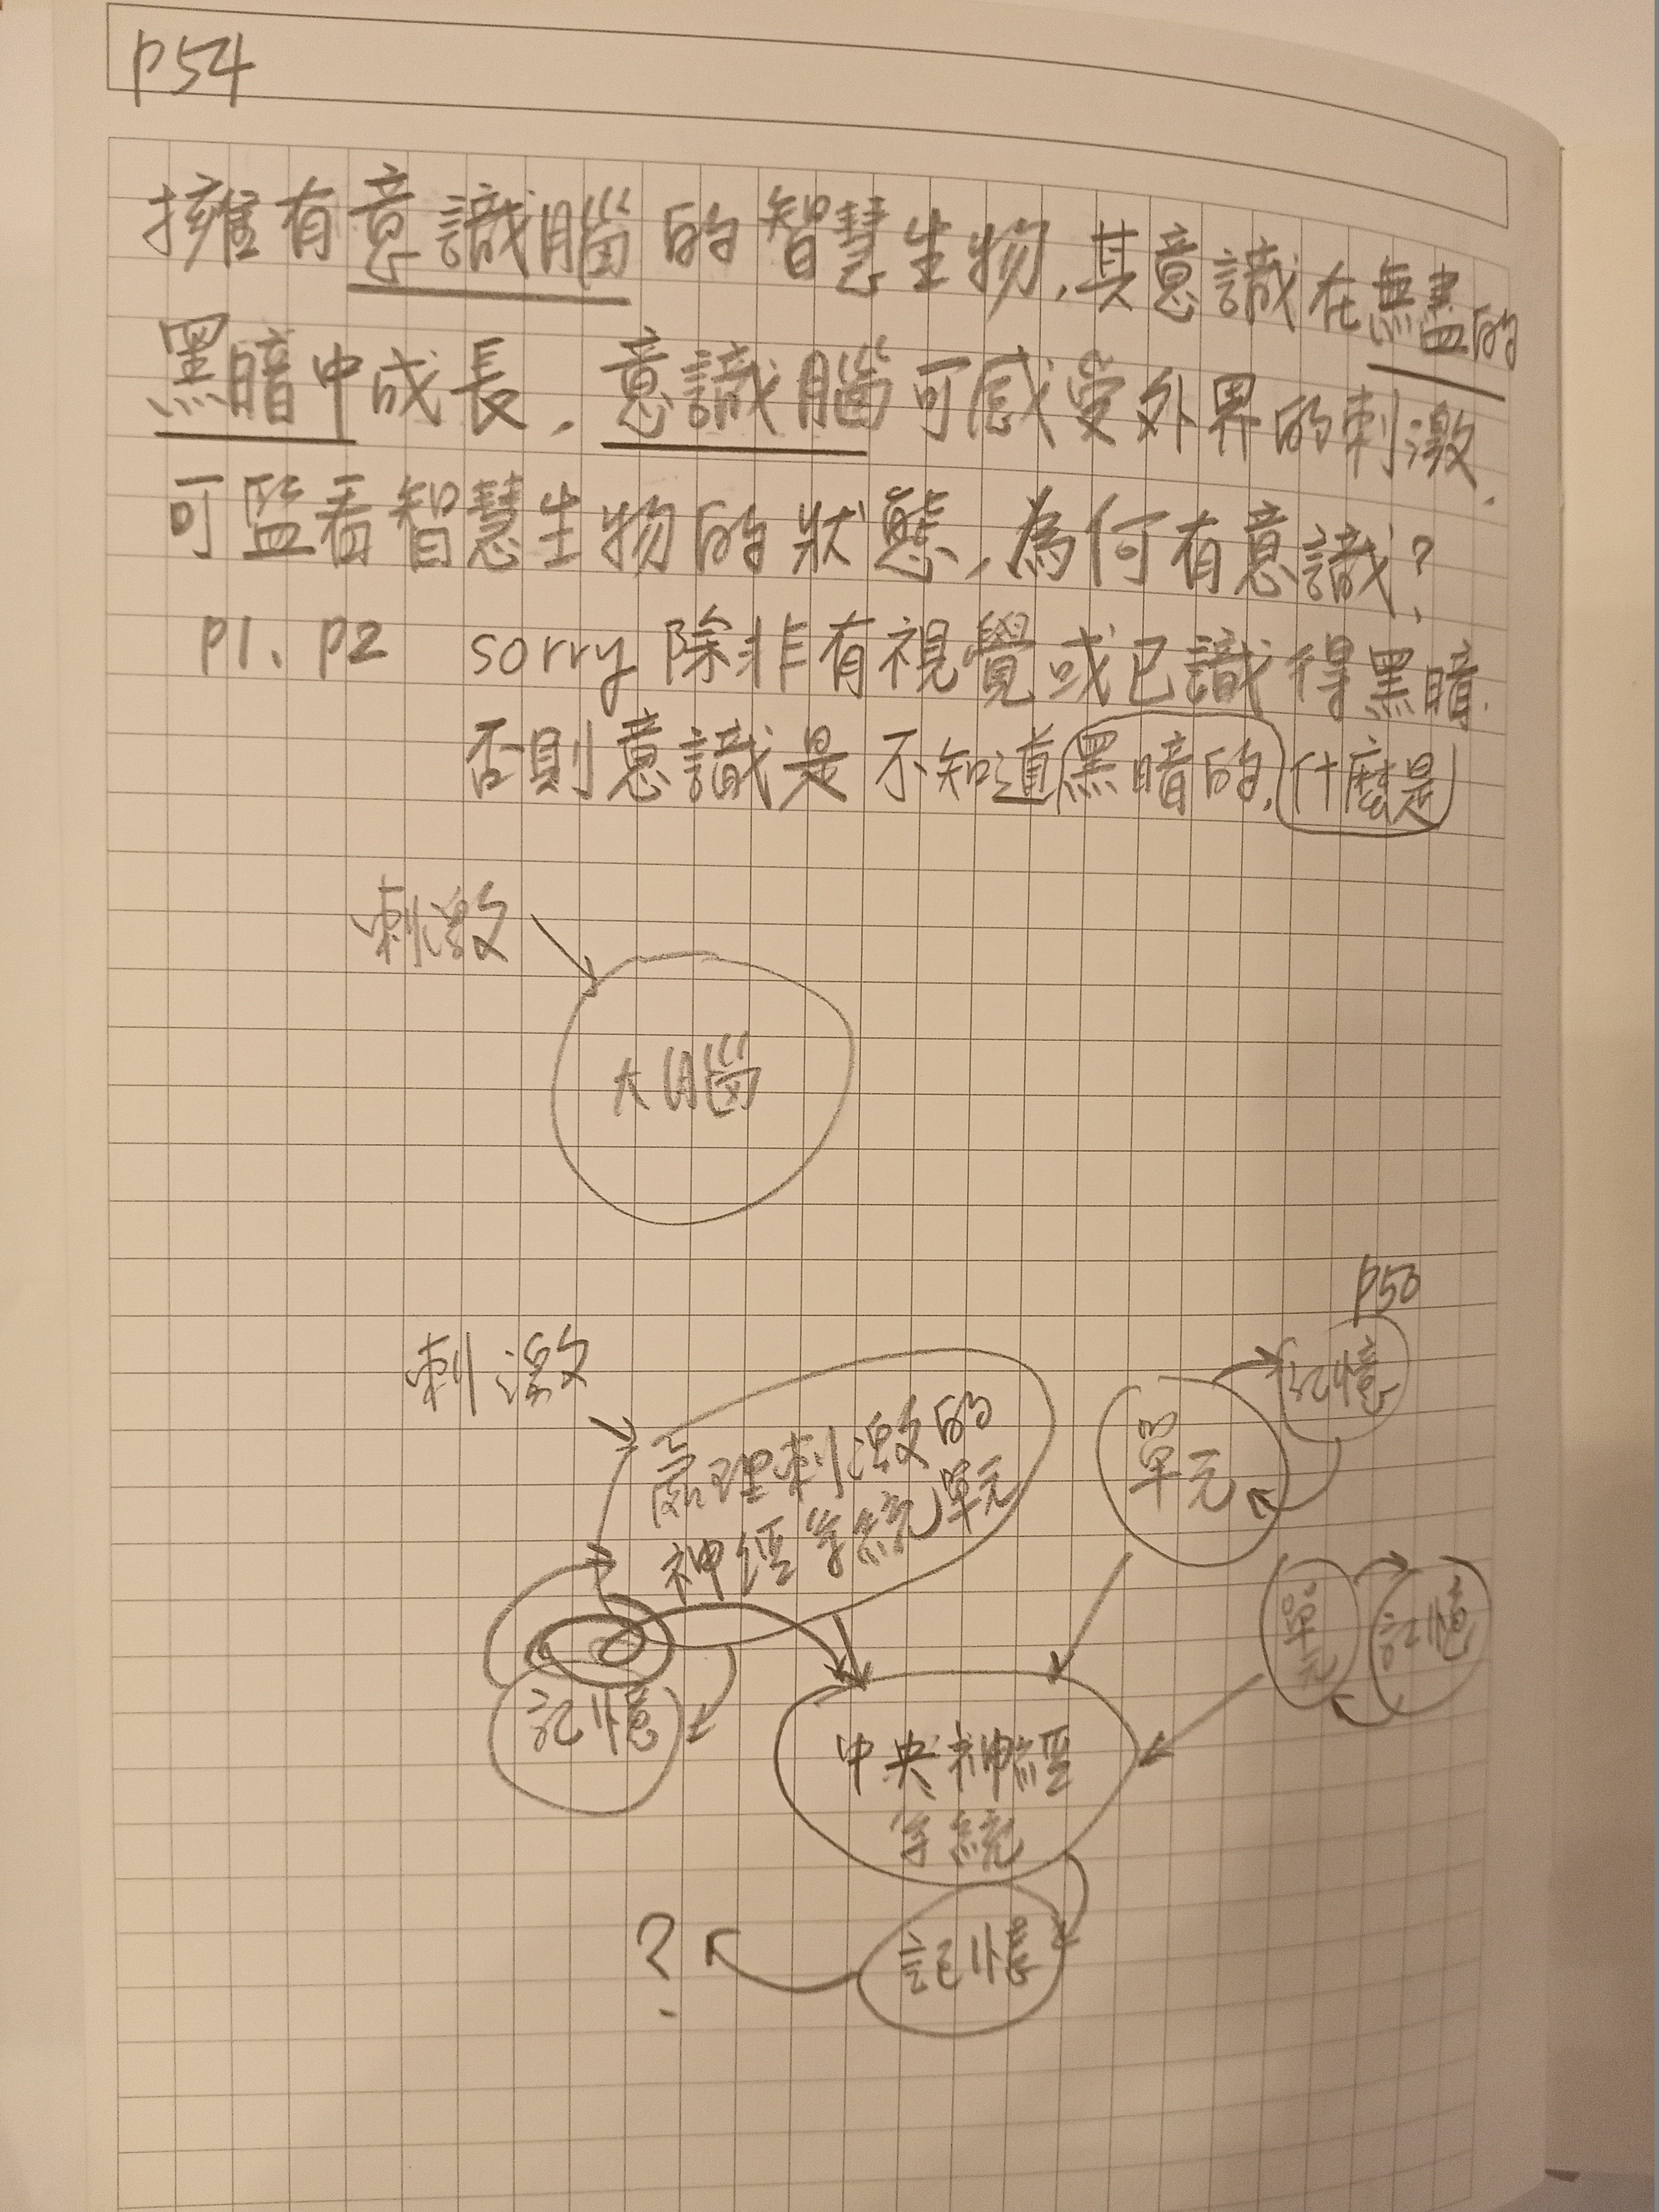 P54
擁有意識腦的智慧生物,其意識在無盡的
黑暗中成長,意識腦可感受外界的刺激,
可監看智慧生物的狀態,為何有意識?
P1、P2 sorry 除非有視覺或已識得黑暗.
否則意識是不知道黑暗的,什麼是
刺激
大腦
P50
刺激
記憶
處理刺激的
神經系統單元
單元
單元
記憶
記憶
中央神經
系統
記憶
?